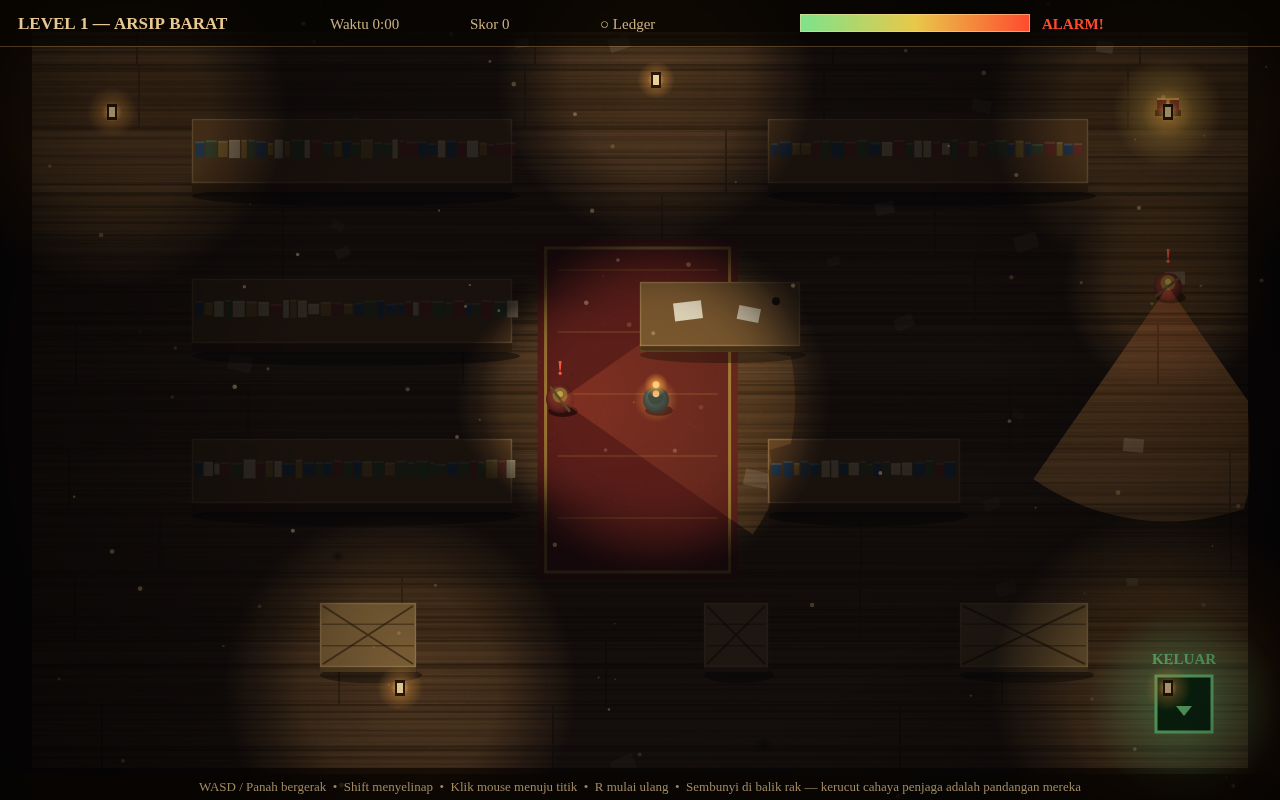 LEVEL 1 — ARSIP BARAT
Waktu 0:00
Skor 0
○ Ledger
ALARM!
!
!
KELUAR
WASD / Panah bergerak • Shift menyelinap • Klik mouse menuju titik • R mulai ulang • Sembunyi di balik rak — kerucut cahaya penjaga adalah pandangan mereka